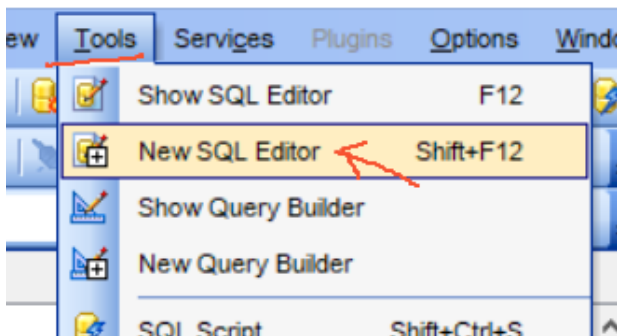 ew Tools Services Plugins Options Windo
Show SQL Editor F12
New SQL Editor Shift+F12
Show Query Builder
New Query Builder
SQL Script Shift+Ctrl+S